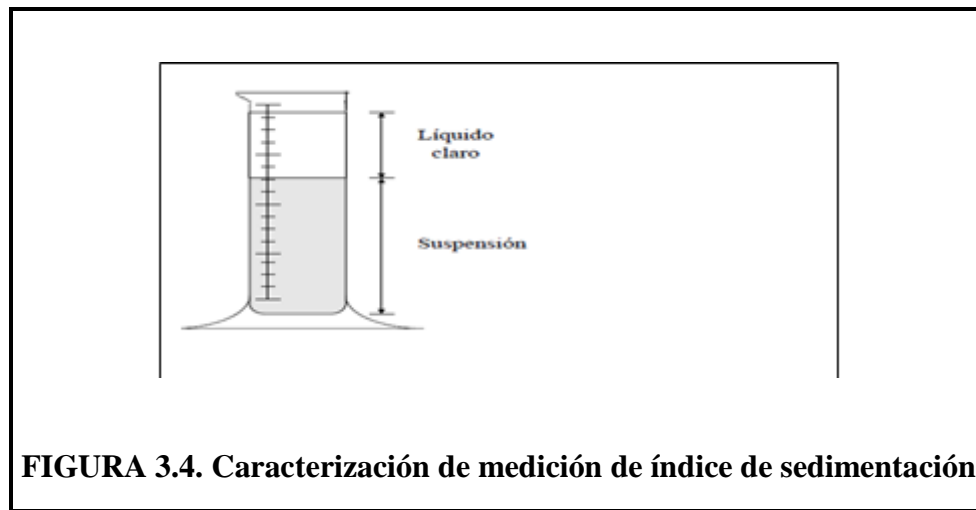 Líquido
claro
Suspensión
FIGURA 3.4. Caracterización de medición de índice de sedimentación